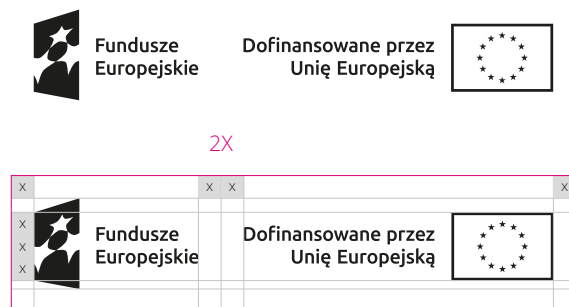 Fundusze
Europejskie
Dofinansowane przez
Unię Europejską
2X
x
x x
x
x
x
x
Fundusze
Europejskie
Dofinansowane przez
Unię Europejską